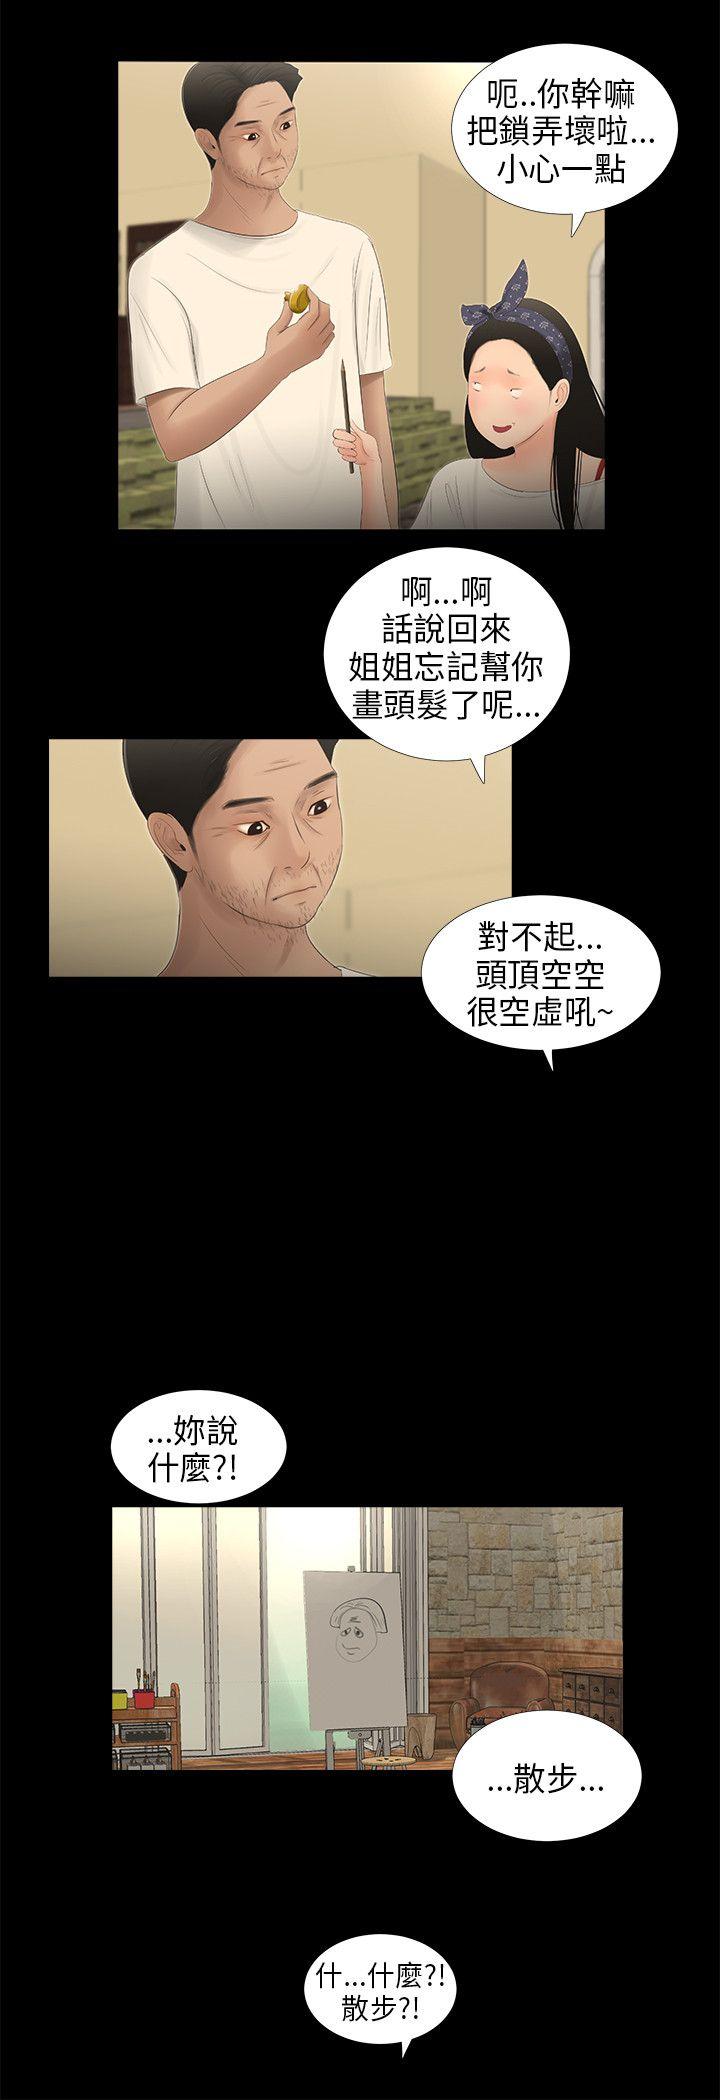 呃..你幹嘛
把鎖弄壞啦...
小心一點
啊...啊
話說回來
姐姐忘記幫你
畫頭髮了呢...
對不起...
頭頂空空
很空虛吼~
...妳說
什麼?!
...散步...
什...什麼?!
散步?!